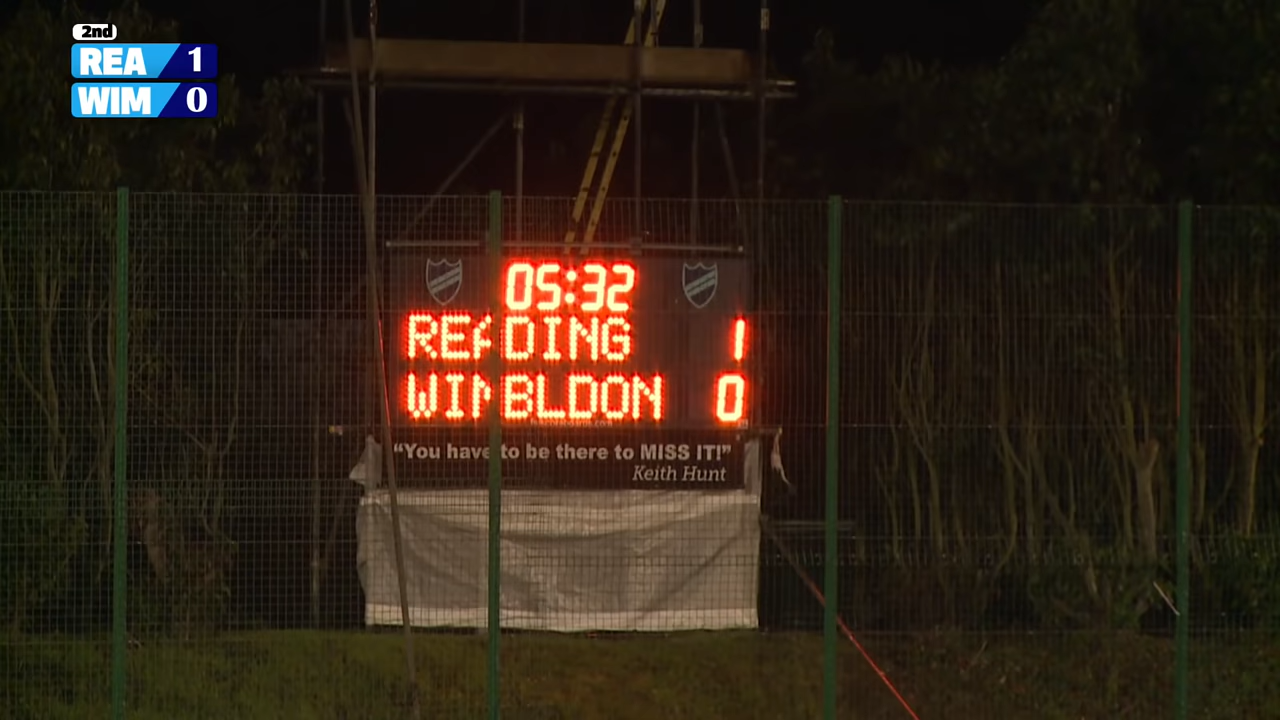 2nd
REA 1
WIM 0
05:32
READING 1
WIMBLDON 0
“You have to be there to MISS IT!”
Keith Hunt